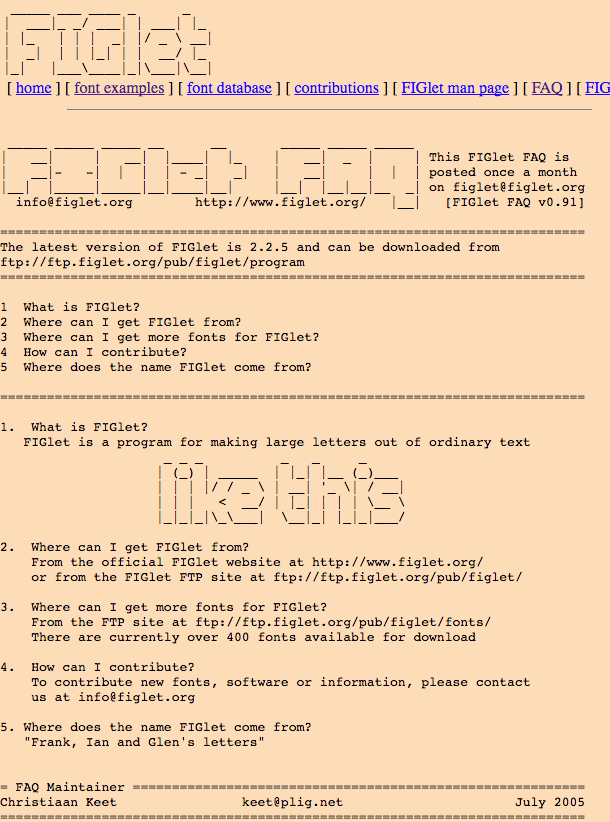 FIGlet
[ home ] [ font examples ] [ font database ] [ contributions ] [ FIGlet man page ] [ FAQ ] [ FIG
FIGlet FAQ
This FIGlet FAQ is
posted once a month
on figlet@figlet.org
info@figlet.org http://www.figlet.org/ [FIGlet FAQ v0.91]
===========================================================================
The latest version of FIGlet is 2.2.5 and can be downloaded from
ftp://ftp.figlet.org/pub/figlet/program
===========================================================================
1 What is FIGlet?
2 Where can I get FIGlet from?
3 Where can I get more fonts for FIGlet?
4 How can I contribute?
5 Where does the name FIGlet come from?
===========================================================================
1. What is FIGlet?
FIGlet is a program for making large letters out of ordinary text
like this
2. Where can I get FIGlet from?
From the official FIGlet website at http://www.figlet.org/
or from the FIGlet FTP site at ftp://ftp.figlet.org/pub/figlet/
3. Where can I get more fonts for FIGlet?
From the FTP site at ftp://ftp.figlet.org/pub/figlet/fonts/
There are currently over 400 fonts available for download
4. How can I contribute?
To contribute new fonts, software or information, please contact
us at info@figlet.org
5. Where does the name FIGlet come from?
"Frank, Ian and Glen's letters"
= FAQ Maintainer ==========================================================
Christiaan Keet keet@plig.net July 2005
===========================================================================